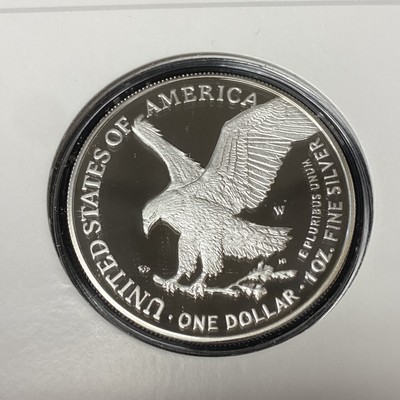 UNITED STATES OF AMERICA
W
E PLURIBUS UNUM
1 OZ. FINE SILVER · ONE DOLLAR ·